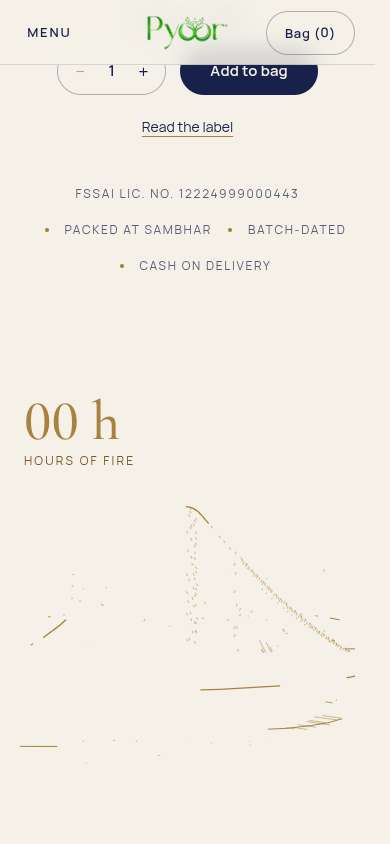 MENU
Pyoor™
Bag (0)
− 1 +
Add to bag
Read the label
FSSAI LIC. NO. 12224999000443
• PACKED AT SAMBHAR • BATCH-DATED
• CASH ON DELIVERY
00 h
HOURS OF FIRE